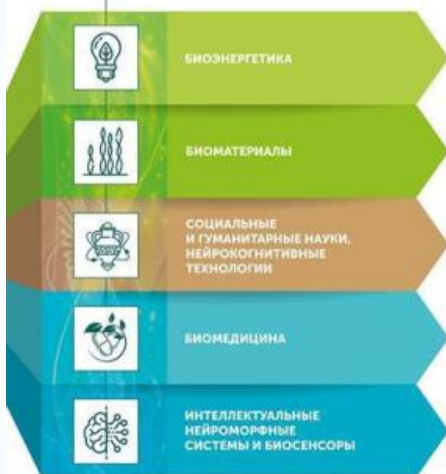 БИОЭНЕРГЕТИКА
БИОМАТЕРИАЛЫ
СОЦИАЛЬНЫЕ
И ГУМАНИТАРНЫЕ НАУКИ,
НЕЙРОКОГНИТИВНЫЕ
ТЕХНОЛОГИИ
БИОМЕДИЦИНА
ИНТЕЛЛЕКТУАЛЬНЫЕ
НЕЙРОМОРФНЫЕ
СИСТЕМЫ И БИОСЕНСОРЫ